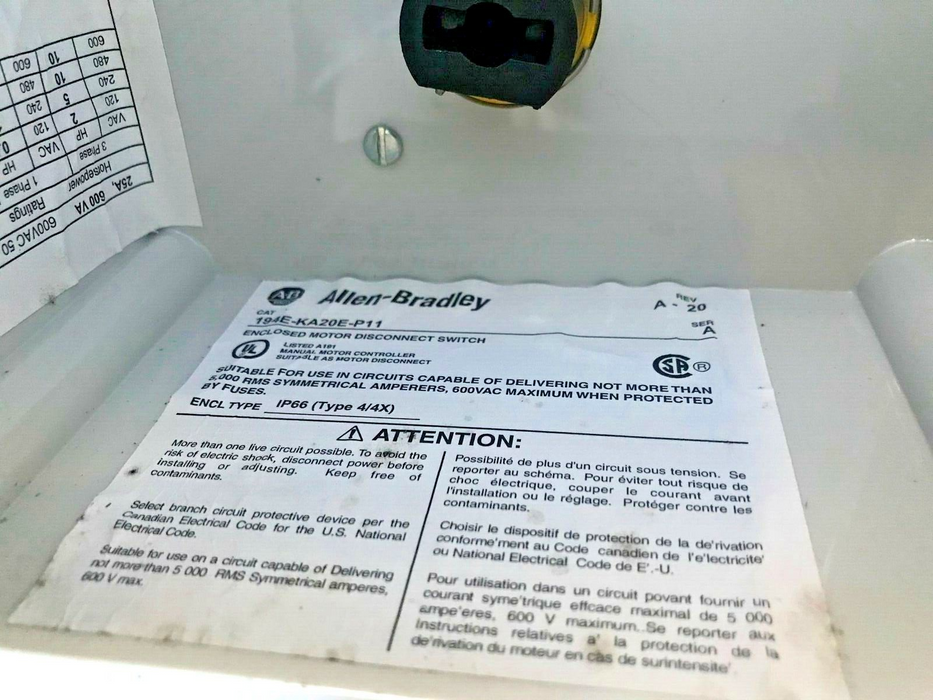 25A, 600 VA 600VAC 50
Horsepower Ratings
3 Phase 1 Phase
VAC HP VAC HP
120 2 120 0.
240 5 240
480 10 480
600 10 600
AB Allen-Bradley
REV
A - 20
CAT
194E-KA20E-P11
SER
A
ENCLOSED MOTOR DISCONNECT SWITCH
UL
LISTED A191
MANUAL MOTOR CONTROLLER
SUITABLE AS MOTOR DISCONNECT
SA ®
SUITABLE FOR USE IN CIRCUITS CAPABLE OF DELIVERING NOT MORE THAN
5,000 RMS SYMMETRICAL AMPERERS, 600VAC MAXIMUM WHEN PROTECTED
BY FUSES.
ENCL TYPE IP66 (Type 4/4X)
⚠ ATTENTION:
More than one live circuit possible. To avoid the
risk of electric shock, disconnect power before
installing or adjusting. Keep free of
contaminants.
Select branch circuit protective device per the
Canadian Electrical Code for the U.S. National
Electrical Code.
Suitable for use on a circuit capable of Delivering
not more than 5 000 RMS Symmetrical amperes,
600 V max.
Possibilité de plus d'un circuit sous tension. Se
reporter au schéma. Pour éviter tout risque de
choc électrique, couper le courant avant
l'installation ou le réglage. Protéger contre les
contaminants.
Choisir le dispositif de protection de la de'rivation
conforme'ment au Code canadien de l'e'lectricite'
ou National Electrical Code de E'.-U.
Pour utilisation dans un circuit povant fournir un
courant syme'trique effcace maximal de 5 000
ampe'eres, 600 V maximum. Se reporter aux
instructions relatives a' la protection de la
de'rivation du moteur en cas de surintensite'